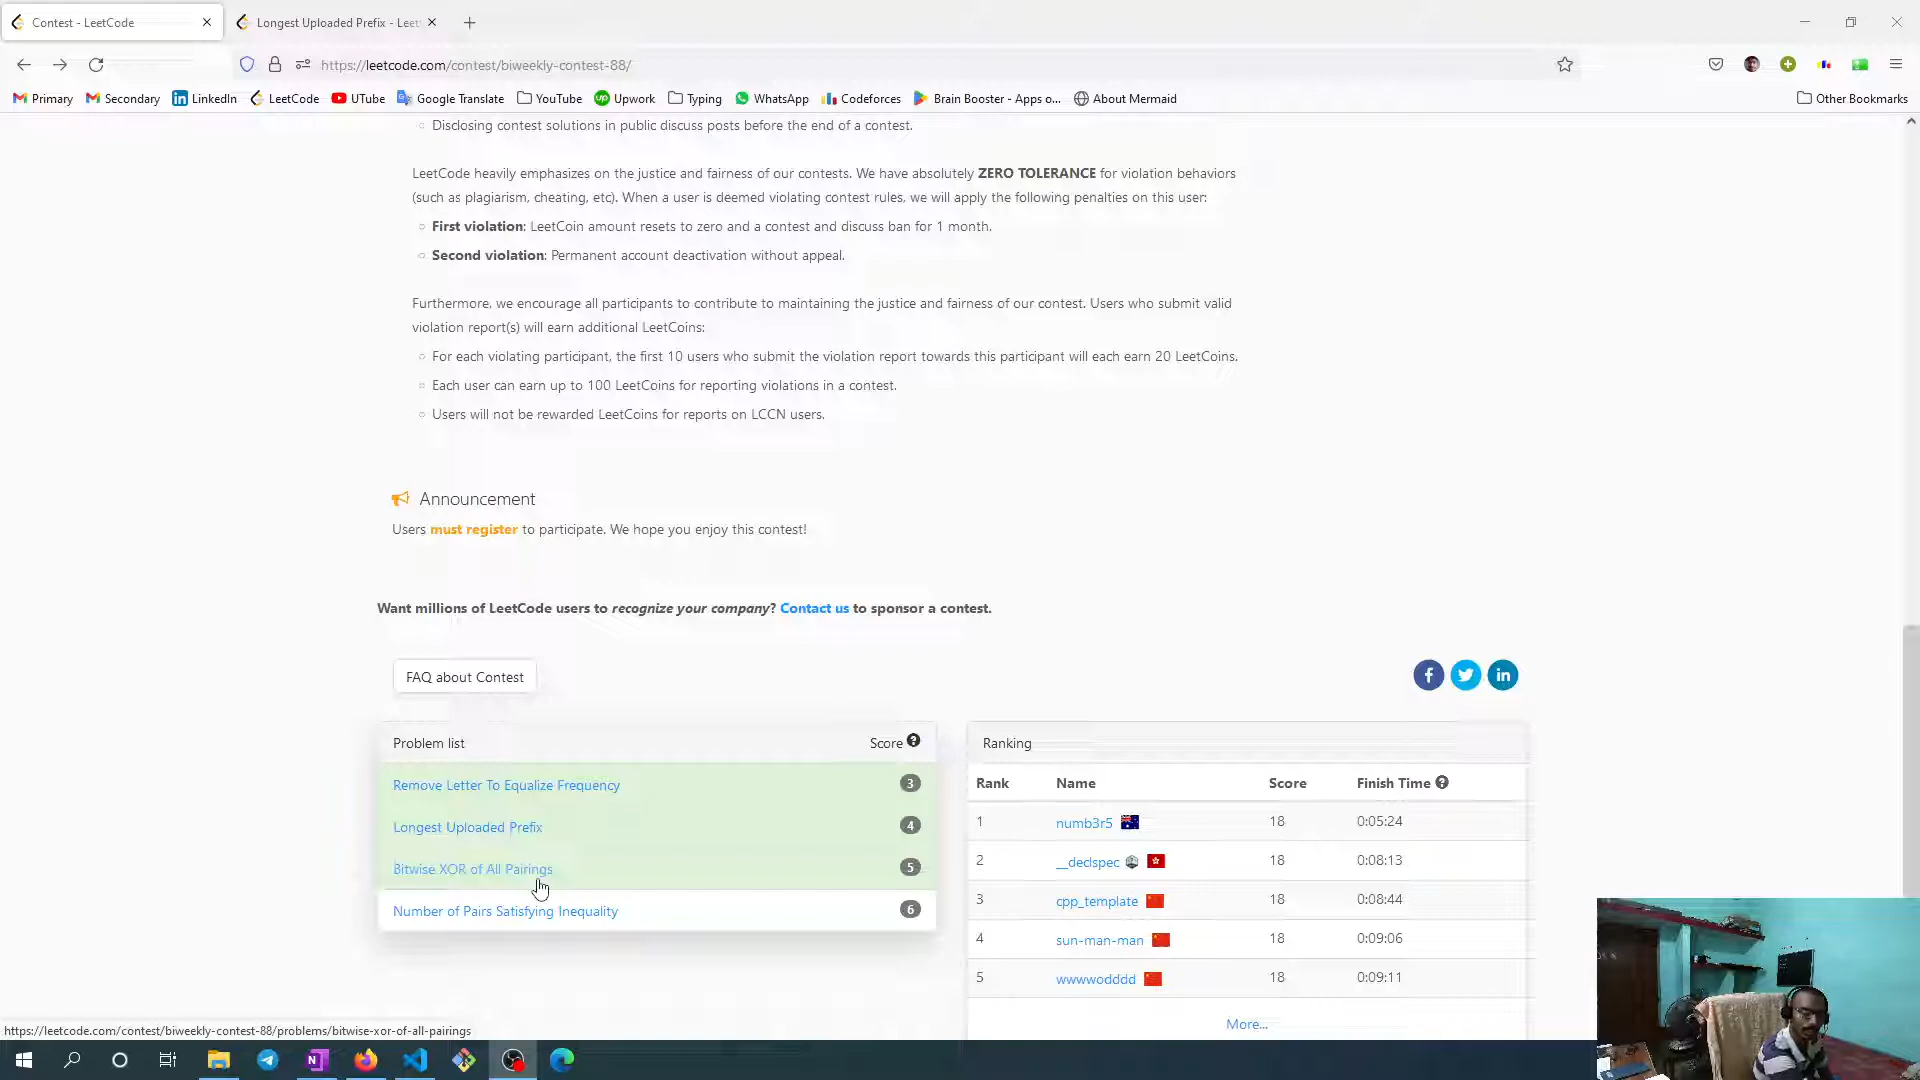 Contest - LeetCode
Longest Uploaded Prefix - Leet
https://leetcode.com/contest/biweekly-contest-88/
Primary
Secondary
LinkedIn
LeetCode
UTube
Google Translate
YouTube
Upwork
Typing
WhatsApp
Codeforces
Brain Booster - Apps o...
About Mermaid
Other Bookmarks
Disclosing contest solutions in public discuss posts before the end of a contest.
LeetCode heavily emphasizes on the justice and fairness of our contests. We have absolutely ZERO TOLERANCE for violation behaviors
(such as plagiarism, cheating, etc). When a user is deemed violating contest rules, we will apply the following penalties on this user:
First violation: LeetCoin amount resets to zero and a contest and discuss ban for 1 month.
Second violation: Permanent account deactivation without appeal.
Furthermore, we encourage all participants to contribute to maintaining the justice and fairness of our contest. Users who submit valid
violation report(s) will earn additional LeetCoins:
For each violating participant, the first 10 users who submit the violation report towards this participant will each earn 20 LeetCoins.
Each user can earn up to 100 LeetCoins for reporting violations in a contest.
Users will not be rewarded LeetCoins for reports on LCCN users.
Announcement
Users must register to participate. We hope you enjoy this contest!
Want millions of LeetCode users to recognize your company? Contact us to sponsor a contest.
FAQ about Contest
Problem list Score
Remove Letter To Equalize Frequency 3
Longest Uploaded Prefix 4
Bitwise XOR of All Pairings 5
Number of Pairs Satisfying Inequality 6
Ranking
Rank Name Score Finish Time
1 numb3r5 18 0:05:24
2 __declspec 18 0:08:13
3 cpp_template 18 0:08:44
4 sun-man-man 18 0:09:06
5 wwwwodddd 18 0:09:11
More...
https://leetcode.com/contest/biweekly-contest-88/problems/bitwise-xor-of-all-pairings